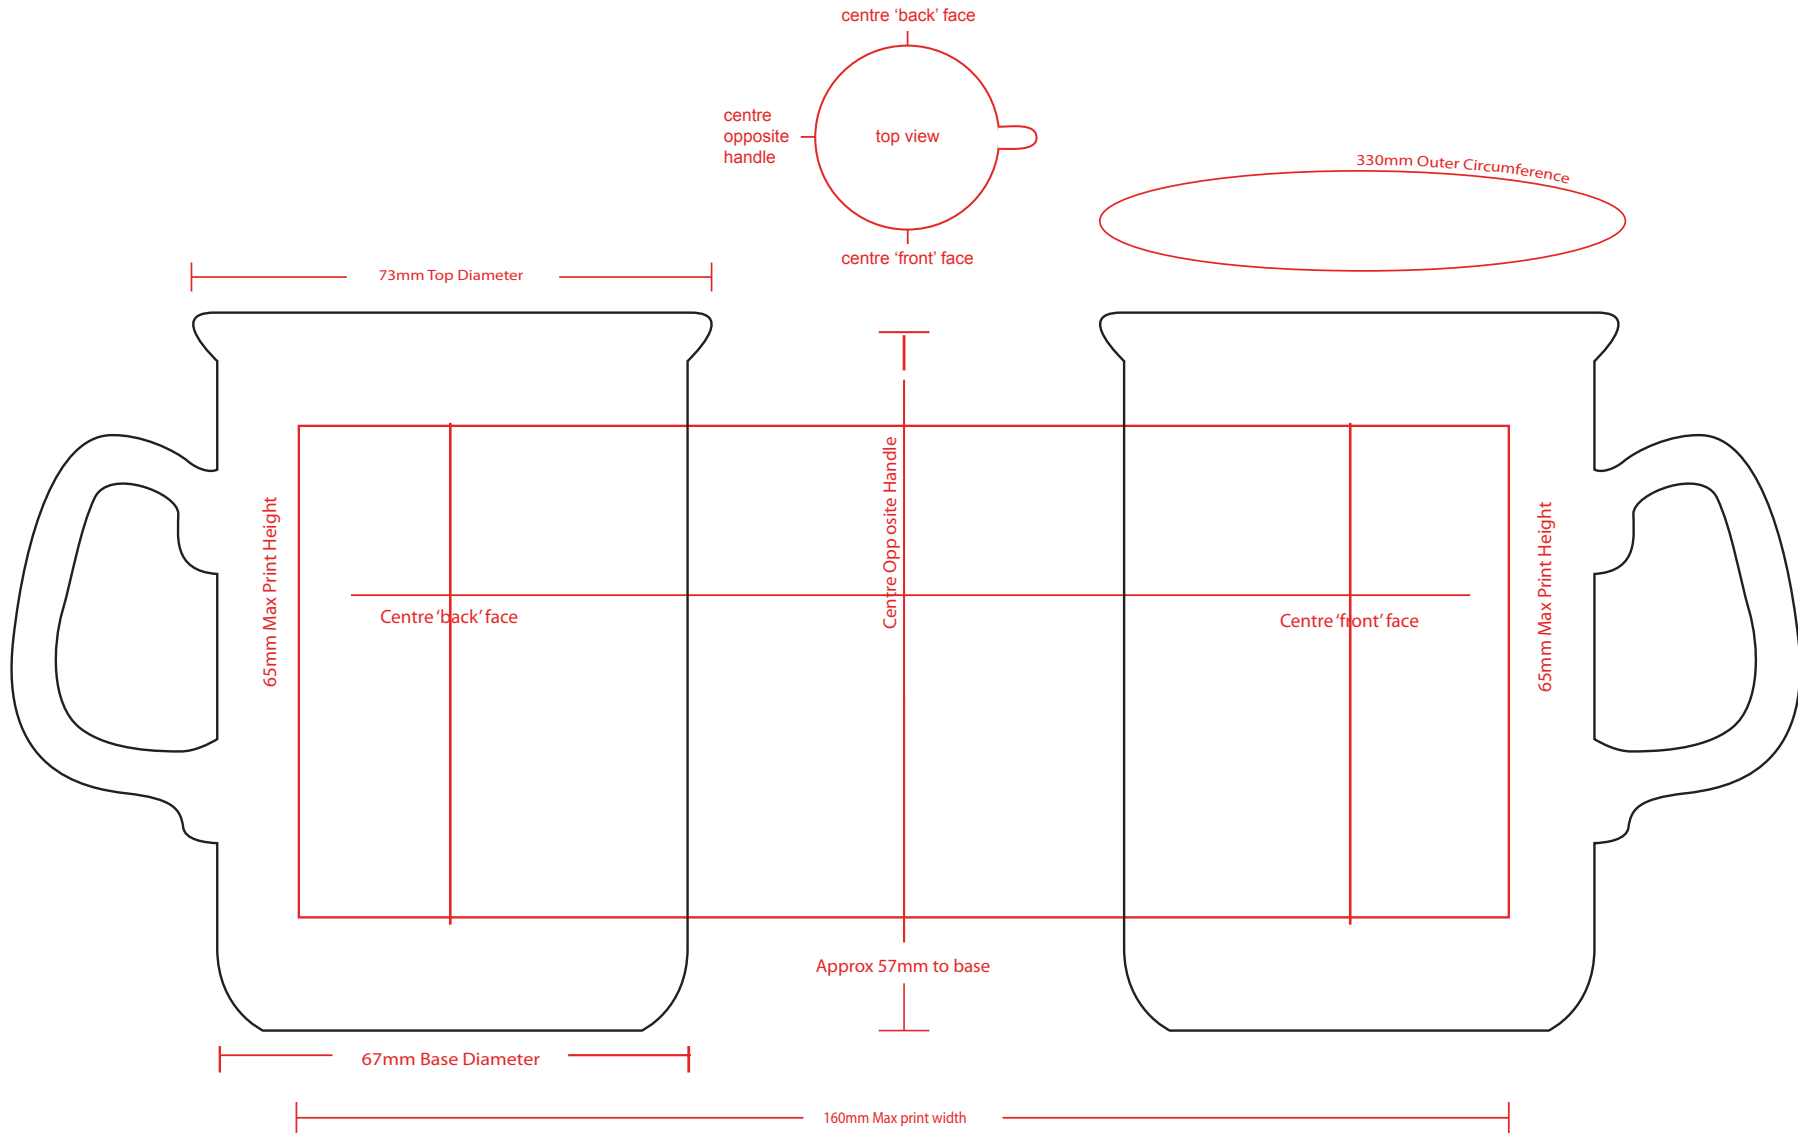 centre ‘back’ face
centre
opposite
handle
top view
330mm Outer Circumference
centre ‘front’ face
73mm Top Diameter
65mm Max Print Height
Centre ‘back’ face
Centre Opp osite Handle
Centre ‘front’ face
65mm Max Print Height
Approx 57mm to base
67mm Base Diameter
160mm Max print width